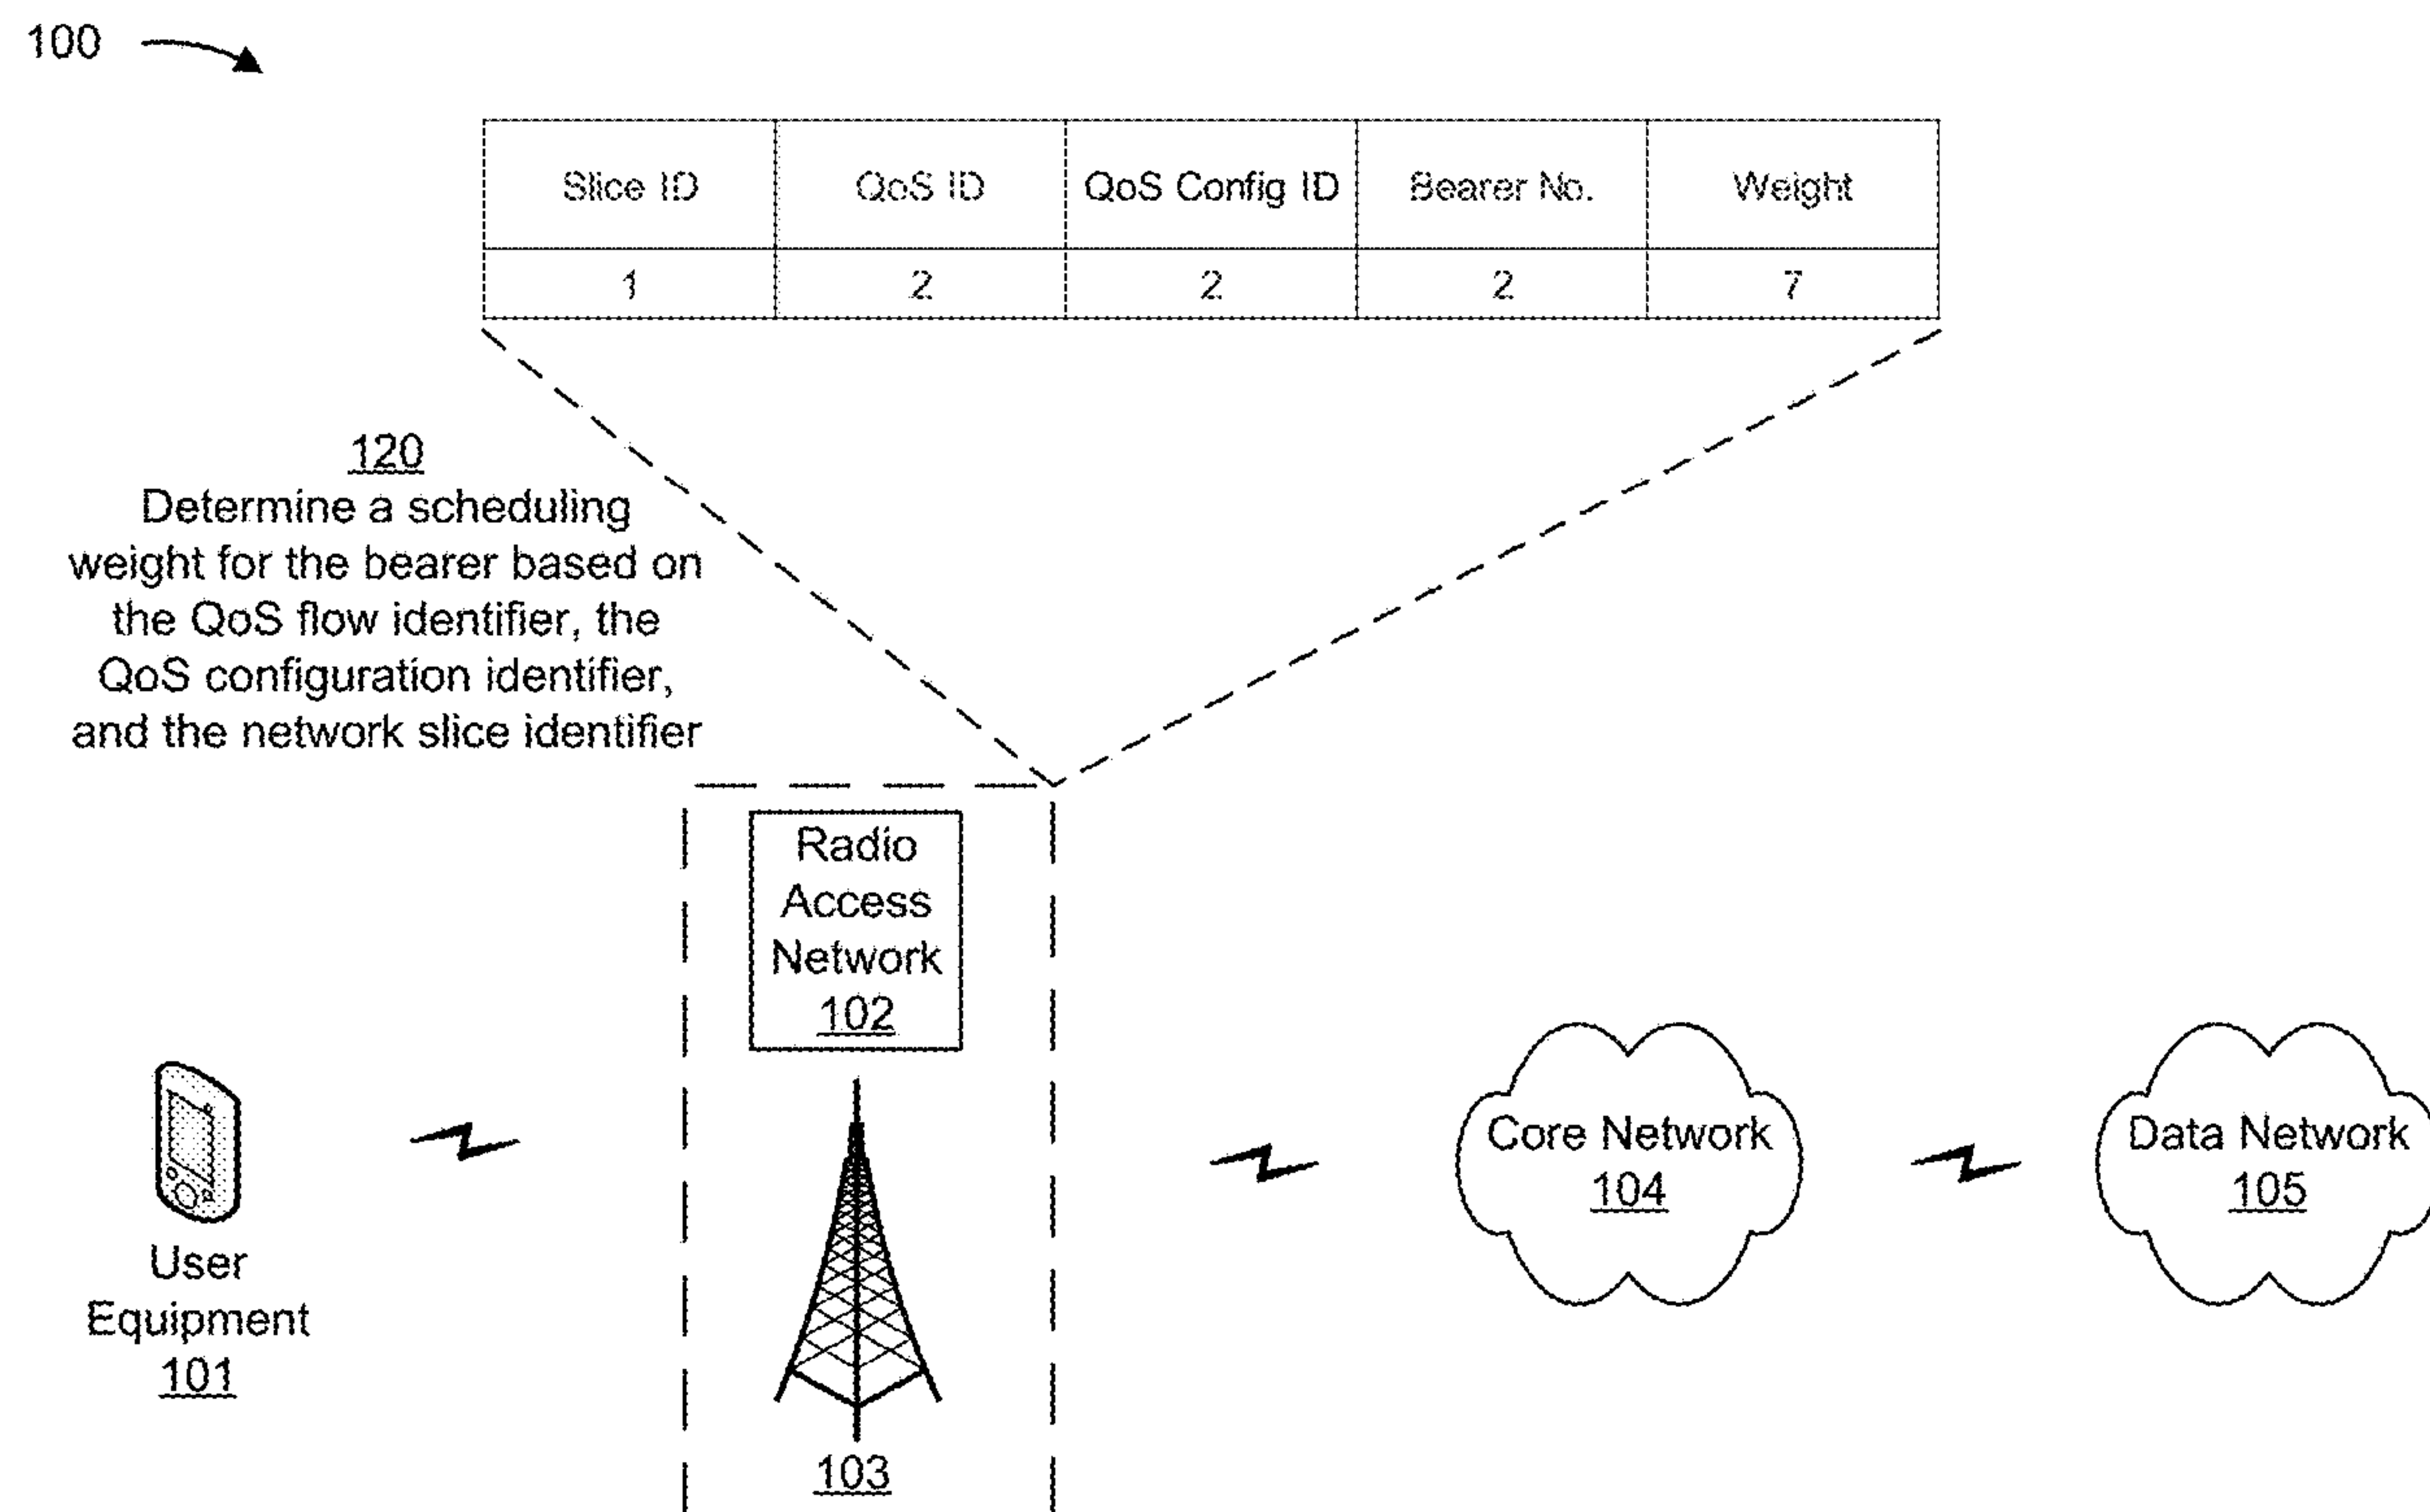 100
Slice ID QoS ID QoS Config ID Bearer No. Weight
1 2 2 2 7
120
Determine a scheduling
weight for the bearer based on
the QoS flow identifier, the
QoS configuration identifier,
and the network slice identifier
Radio
Access
Network
102
User
Equipment
101
103
Core Network
104
Data Network
105